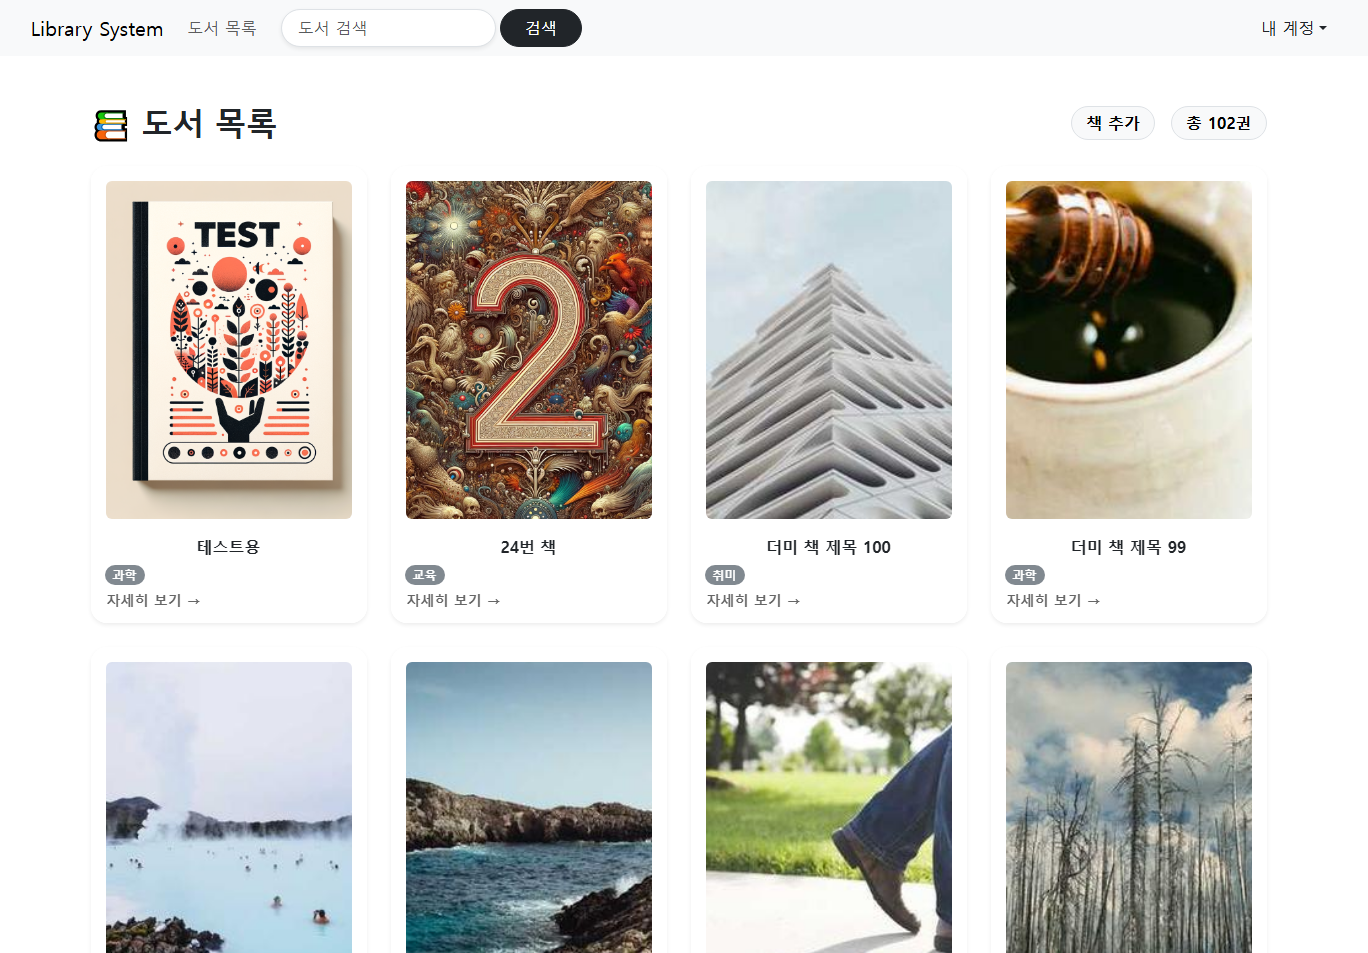 Library System 도서 목록 도서 검색 검색 내 계정
도서 목록 책 추가 총 102권
TEST
2
테스트용
과학
자세히 보기 →
24번 책
교육
자세히 보기 →
더미 책 제목 100
취미
자세히 보기 →
더미 책 제목 99
과학
자세히 보기 →